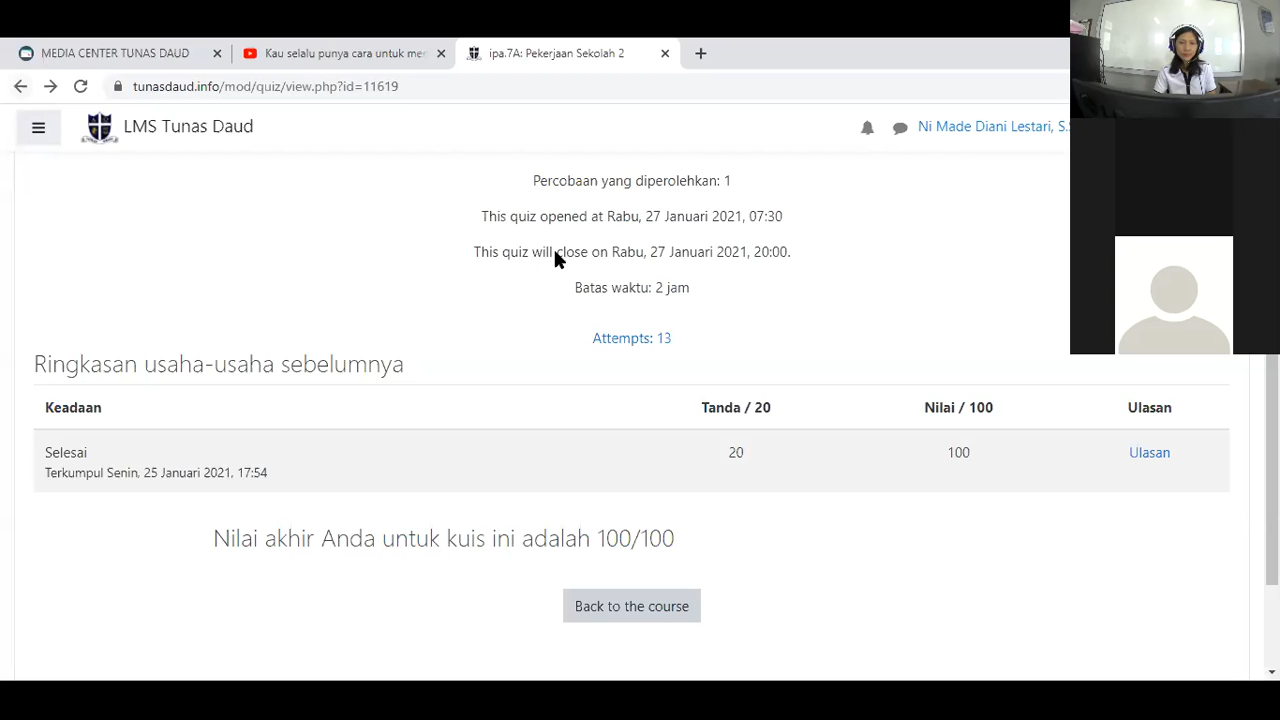 MEDIA CENTER TUNAS DAUD
Kau selalu punya cara untuk me
ipa.7A: Pekerjaan Sekolah 2
tunasdaud.info/mod/quiz/view.php?id=11619
LMS Tunas Daud
Ni Made Diani Lestari, S.
Percobaan yang diperolehkan: 1
This quiz opened at Rabu, 27 Januari 2021, 07:30
This quiz will close on Rabu, 27 Januari 2021, 20:00.
Batas waktu: 2 jam
Attempts: 13
Ringkasan usaha-usaha sebelumnya
Keadaan Tanda / 20 Nilai / 100 Ulasan
Selesai 20 100 Ulasan
Terkumpul Senin, 25 Januari 2021, 17:54
Nilai akhir Anda untuk kuis ini adalah 100/100
Back to the course